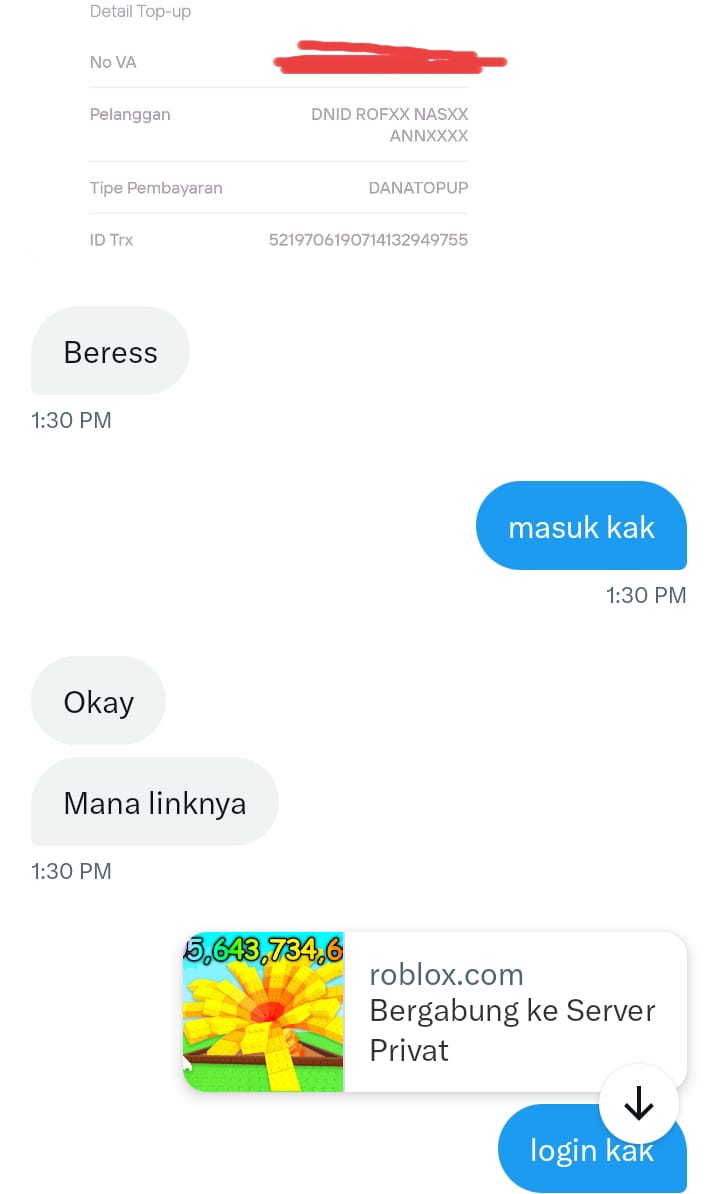 Detail Top-up
No VA
Pelanggan DNID ROFXX NASXX
ANNXXXX
Tipe Pembayaran DANATOPUP
ID Trx 5219706190714132949755
Beress
1:30 PM
masuk kak
1:30 PM
Okay
Mana linknya
1:30 PM
5,643,734,6
roblox.com
Bergabung ke Server
Privat
login kak